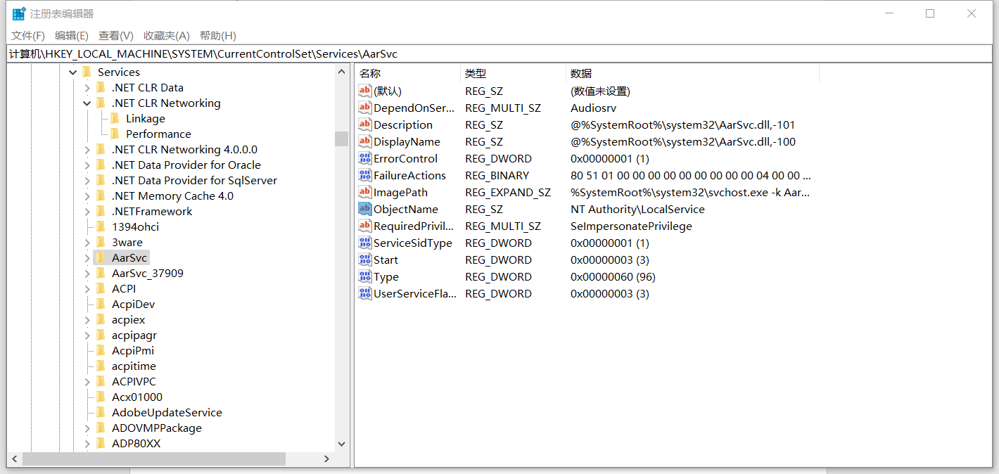 注册表编辑器
文件(F) 编辑(E) 查看(V) 收藏夹(A) 帮助(H)
计算机\HKEY_LOCAL_MACHINE\SYSTEM\CurrentControlSet\Services\AarSvc
Services
.NET CLR Data
.NET CLR Networking
Linkage
Performance
.NET CLR Networking 4.0.0.0
.NET Data Provider for Oracle
.NET Data Provider for SqlServer
.NET Memory Cache 4.0
.NETFramework
1394ohci
3ware
AarSvc
AarSvc_37909
ACPI
AcpiDev
acpiex
acpipagr
AcpiPmi
acpitime
ACPIVPC
Acx01000
AdobeUpdateService
ADOVMPPackage
ADP80XX
名称 类型 数据
(默认) REG_SZ (数值未设置)
DependOnSer... REG_MULTI_SZ Audiosrv
Description REG_SZ @%SystemRoot%\system32\AarSvc.dll,-101
DisplayName REG_SZ @%SystemRoot%\system32\AarSvc.dll,-100
ErrorControl REG_DWORD 0x00000001 (1)
FailureActions REG_BINARY 80 51 01 00 00 00 00 00 00 00 00 00 04 00 00 ...
ImagePath REG_EXPAND_SZ %SystemRoot%\system32\svchost.exe -k Aar...
ObjectName REG_SZ NT Authority\LocalService
RequiredPrivil... REG_MULTI_SZ SeImpersonatePrivilege
ServiceSidType REG_DWORD 0x00000001 (1)
Start REG_DWORD 0x00000003 (3)
Type REG_DWORD 0x00000060 (96)
UserServiceFla... REG_DWORD 0x00000003 (3)